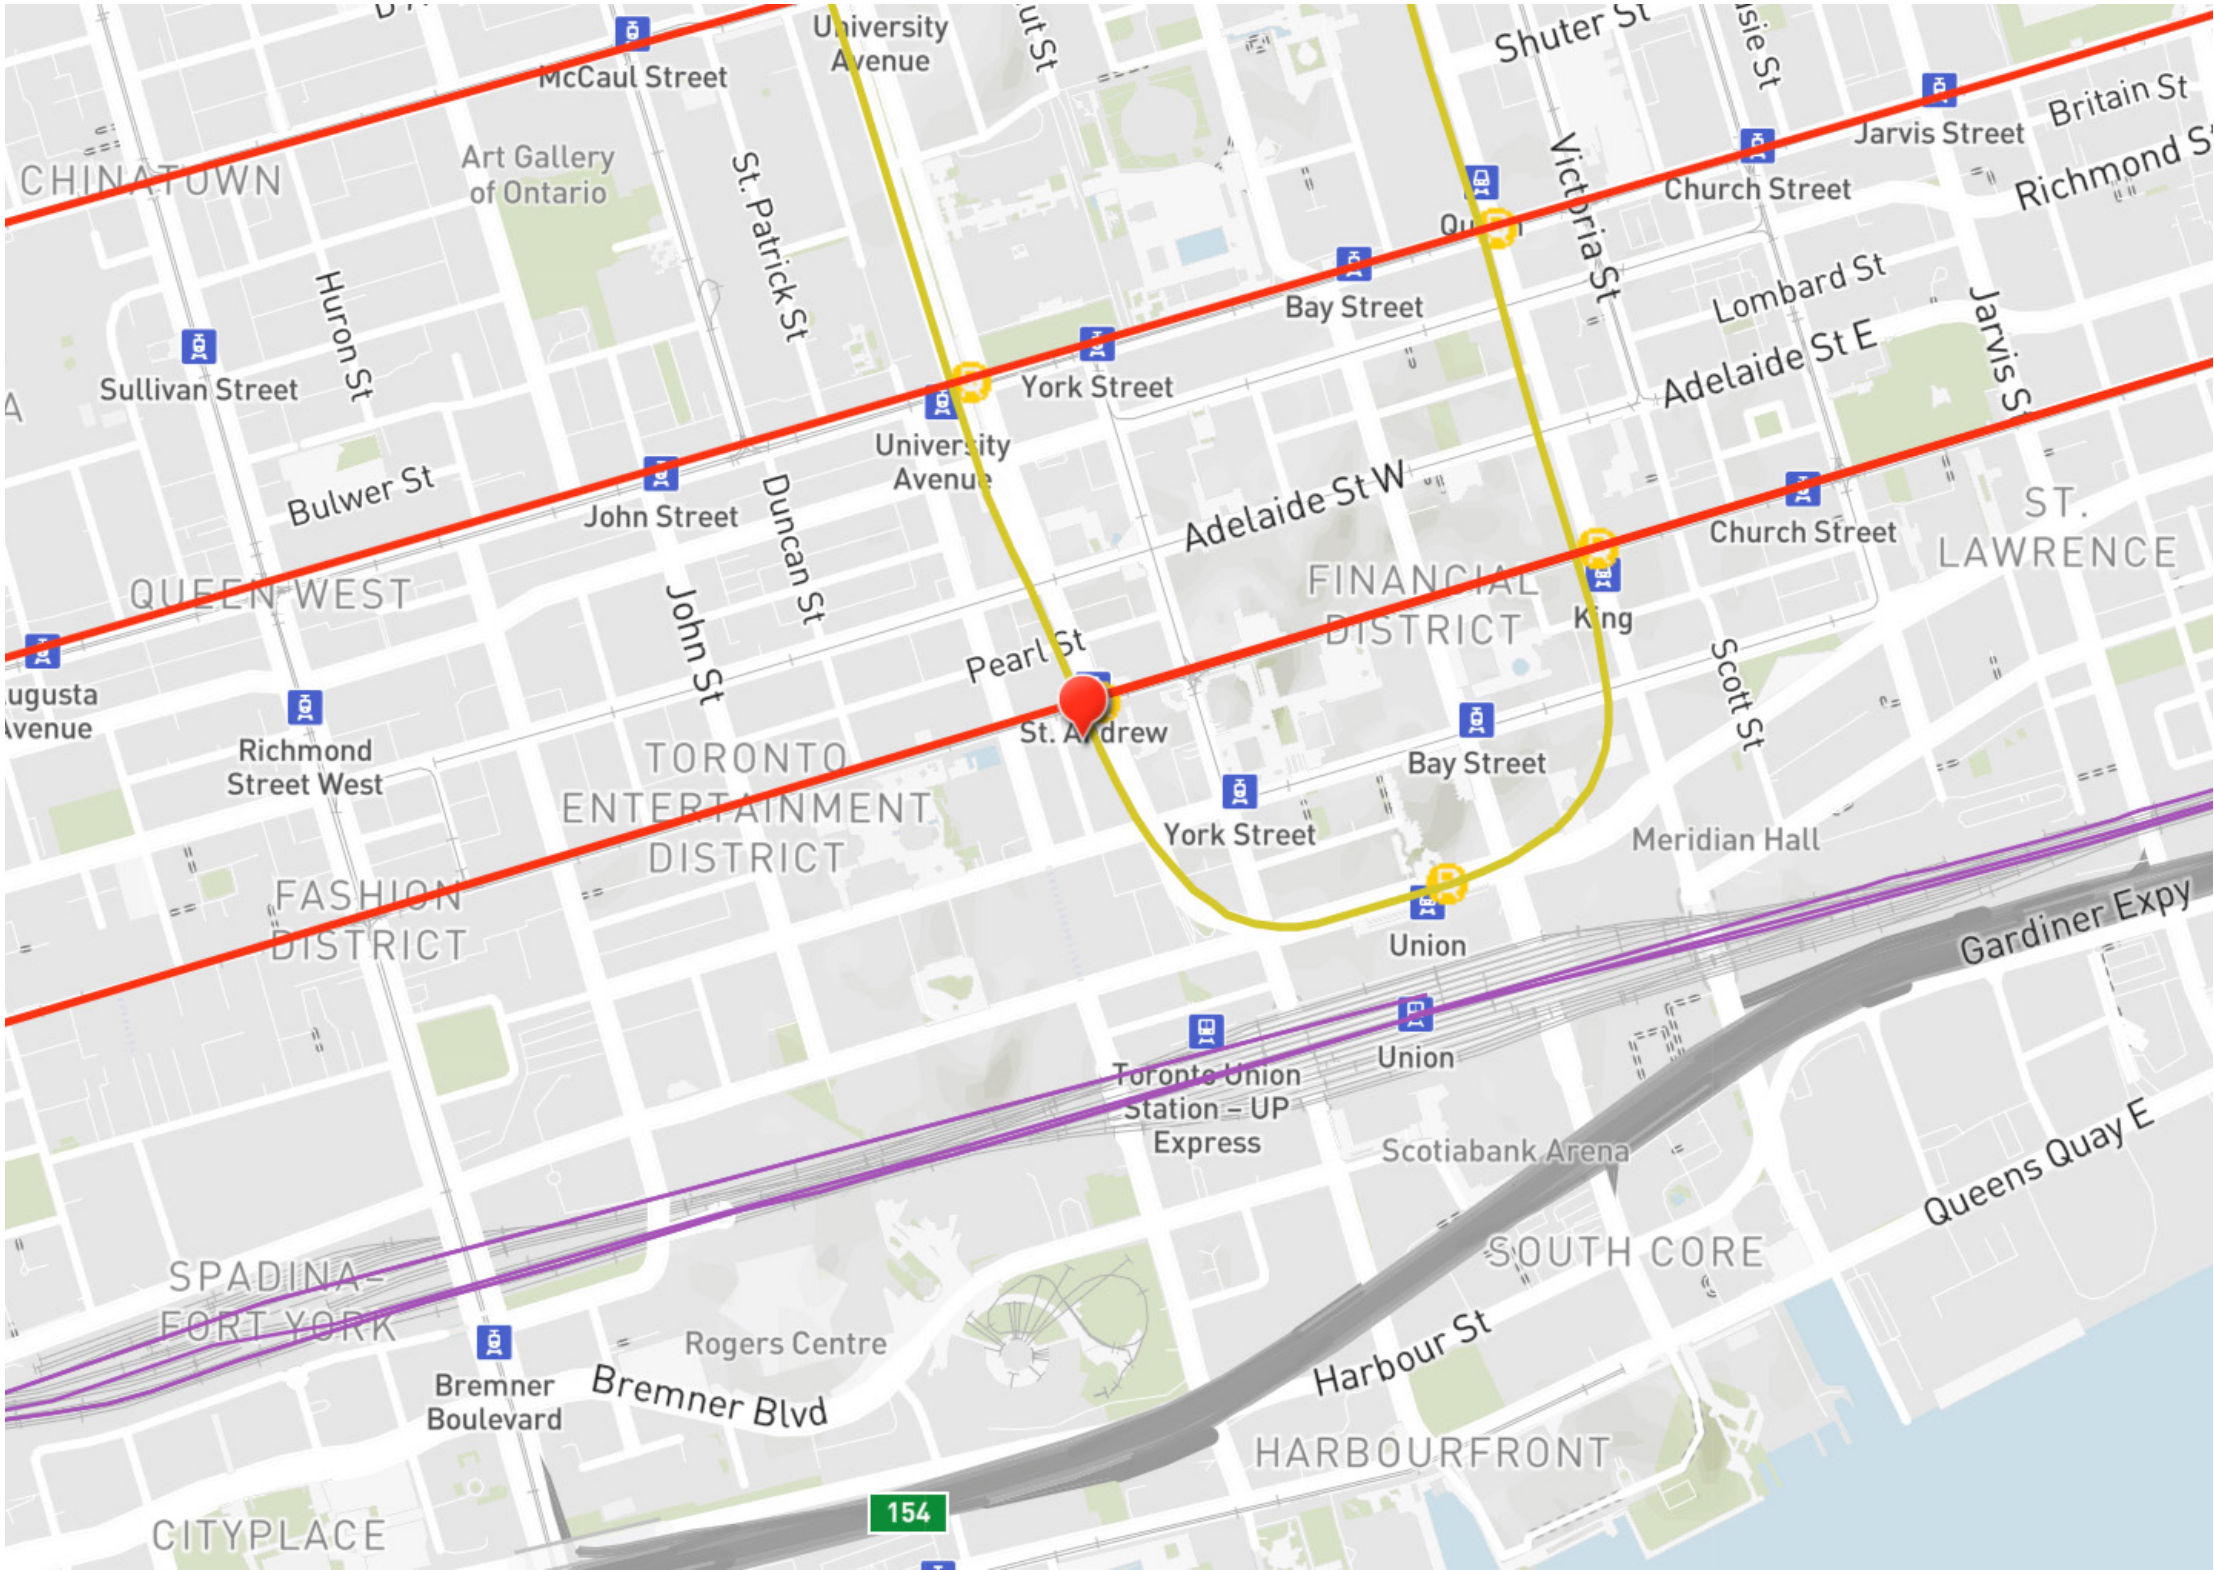 University
Avenue
Shuter St
McCaul Street
Britain St
Jarvis Street
CHINATOWN
Art Gallery
of Ontario
St. Patrick St
Victoria St
Church Street
Richmond
Huron St
Bay Street
Lombard St
Jarvis St
Sullivan Street
York Street
Adelaide St E
University
Avenue
Bulwer St
John Street
Duncan St
Adelaide St W
Church Street
ST.
LAWRENCE
QUEEN WEST
FINANCIAL
DISTRICT
King
John St
Pearl St
Scott St
St. Andrew
Richmond
Street West
TORONTO
ENTERTAINMENT
DISTRICT
Bay Street
York Street
Meridian Hall
FASHION
DISTRICT
Union
Gardiner Expy
Union
Toronto Union
Station – UP
Express
Scotiabank Arena
Queens Quay E
SPADINA–
FORT YORK
SOUTH CORE
Rogers Centre
Harbour St
Bremner
Boulevard
Bremner Blvd
HARBOURFRONT
154
CITYPLACE